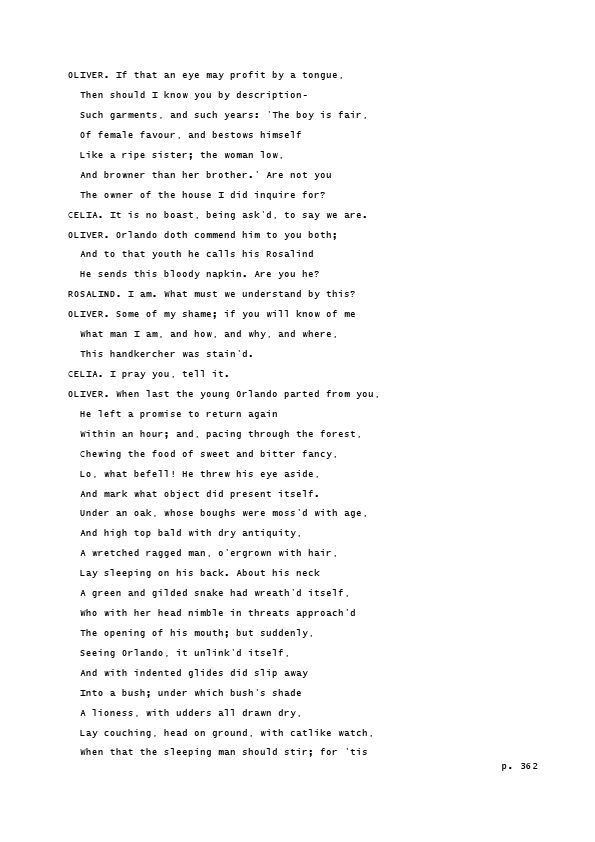 OLIVER. If that an eye may profit by a tongue,
Then should I know you by description-
Such garments, and such years: 'The boy is fair,
Of female favour, and bestows himself
Like a ripe sister; the woman low,
And browner than her brother.' Are not you
The owner of the house I did inquire for?
CELIA. It is no boast, being ask'd, to say we are.
OLIVER. Orlando doth commend him to you both;
And to that youth he calls his Rosalind
He sends this bloody napkin. Are you he?
ROSALIND. I am. What must we understand by this?
OLIVER. Some of my shame; if you will know of me
What man I am, and how, and why, and where,
This handkercher was stain'd.
CELIA. I pray you, tell it.
OLIVER. When last the young Orlando parted from you,
He left a promise to return again
Within an hour; and, pacing through the forest,
Chewing the food of sweet and bitter fancy,
Lo, what befell! He threw his eye aside,
And mark what object did present itself.
Under an oak, whose boughs were moss'd with age,
And high top bald with dry antiquity,
A wretched ragged man, o'ergrown with hair,
Lay sleeping on his back. About his neck
A green and gilded snake had wreath'd itself,
Who with her head nimble in threats approach'd
The opening of his mouth; but suddenly,
Seeing Orlando, it unlink'd itself,
And with indented glides did slip away
Into a bush; under which bush's shade
A lioness, with udders all drawn dry,
Lay couching, head on ground, with catlike watch,
When that the sleeping man should stir; for 'tis
p. 362